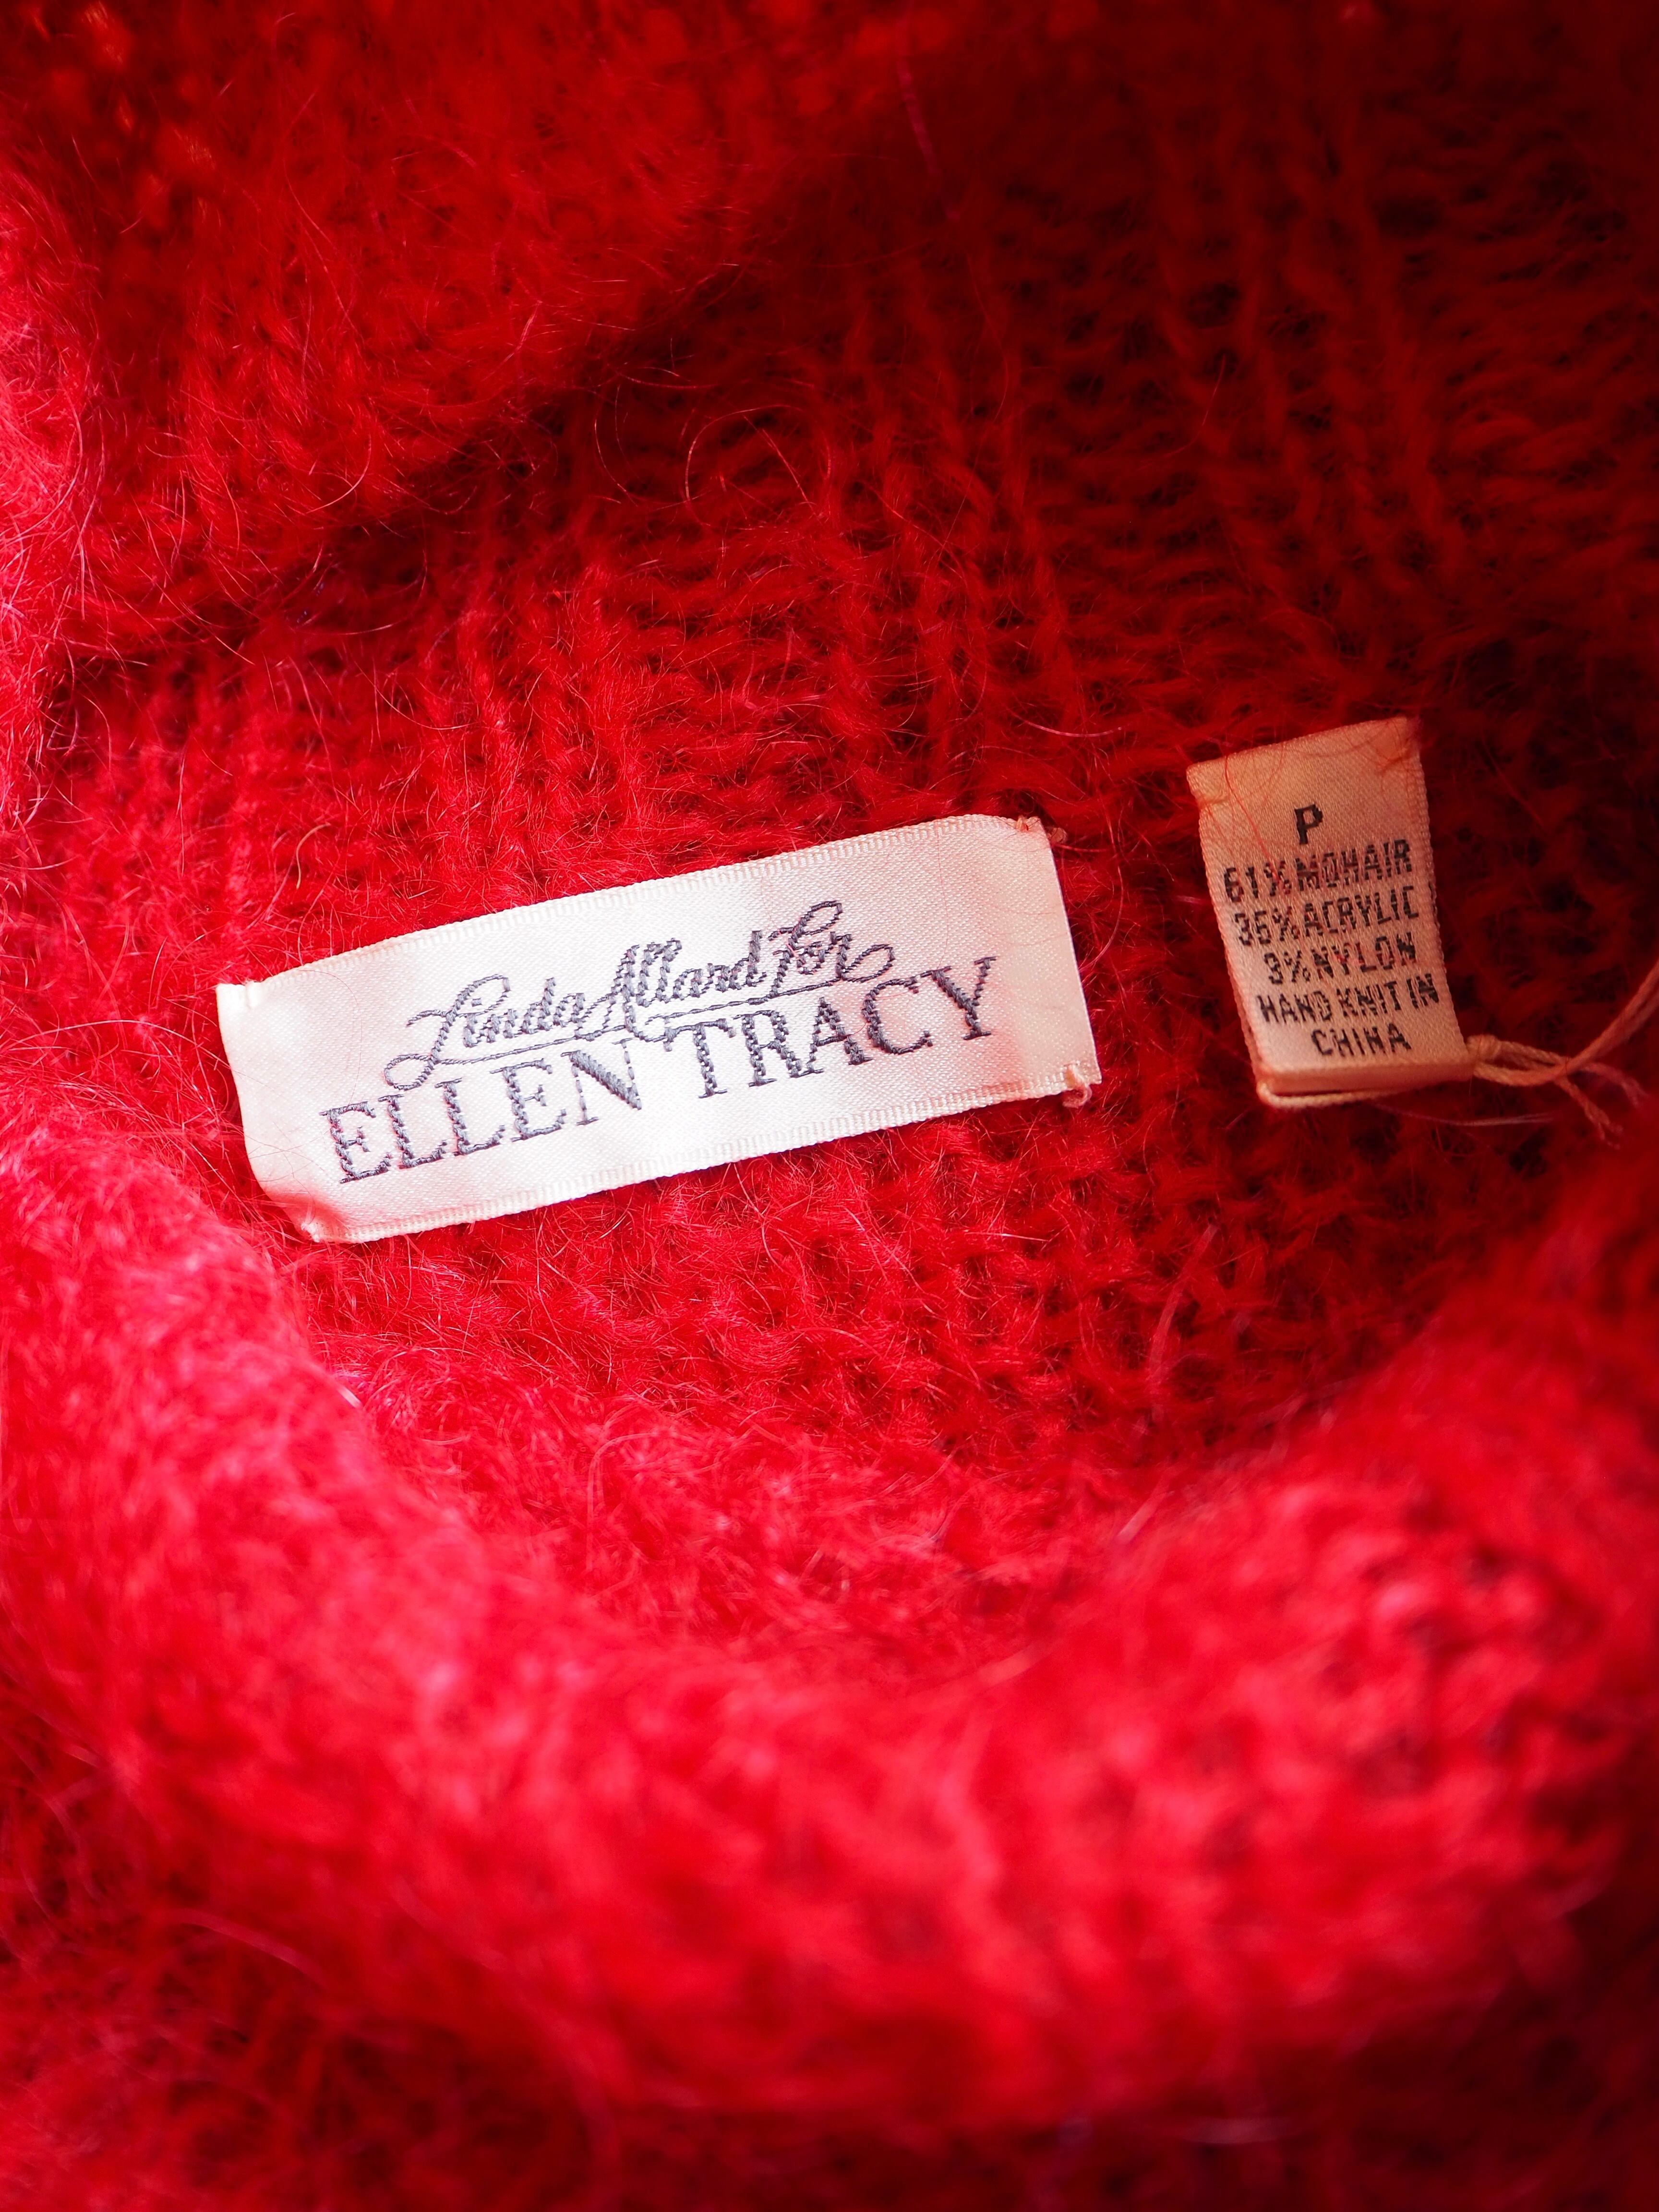 Linda Allard For
ELLEN TRACY
P
61% MOHAIR
36% ACRYLIC
3% NYLON
HAND KNIT IN
CHINA